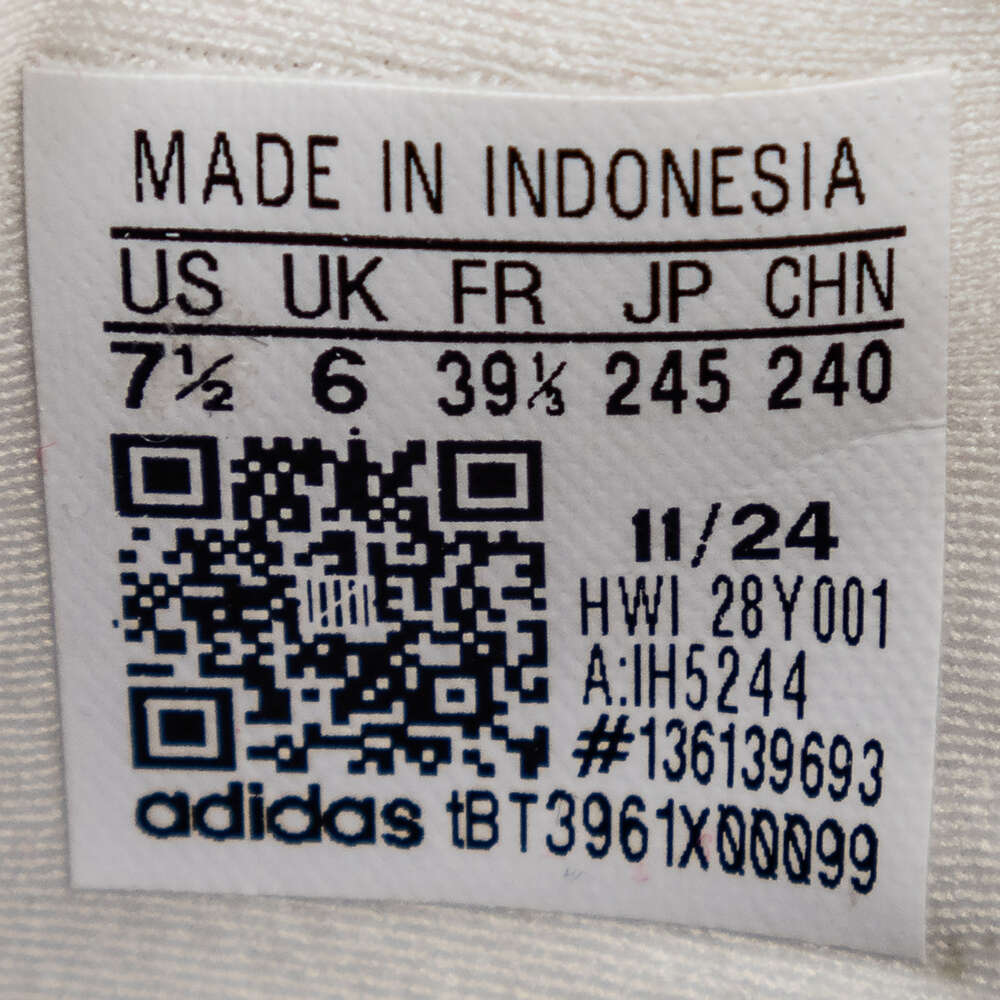 MADE IN INDONESIA
US UK FR JP CHN
7½ 6 39⅓ 245 240
11/24
HWI 28Y001
A:IH5244
#136139693
adidas tBT3961X00099